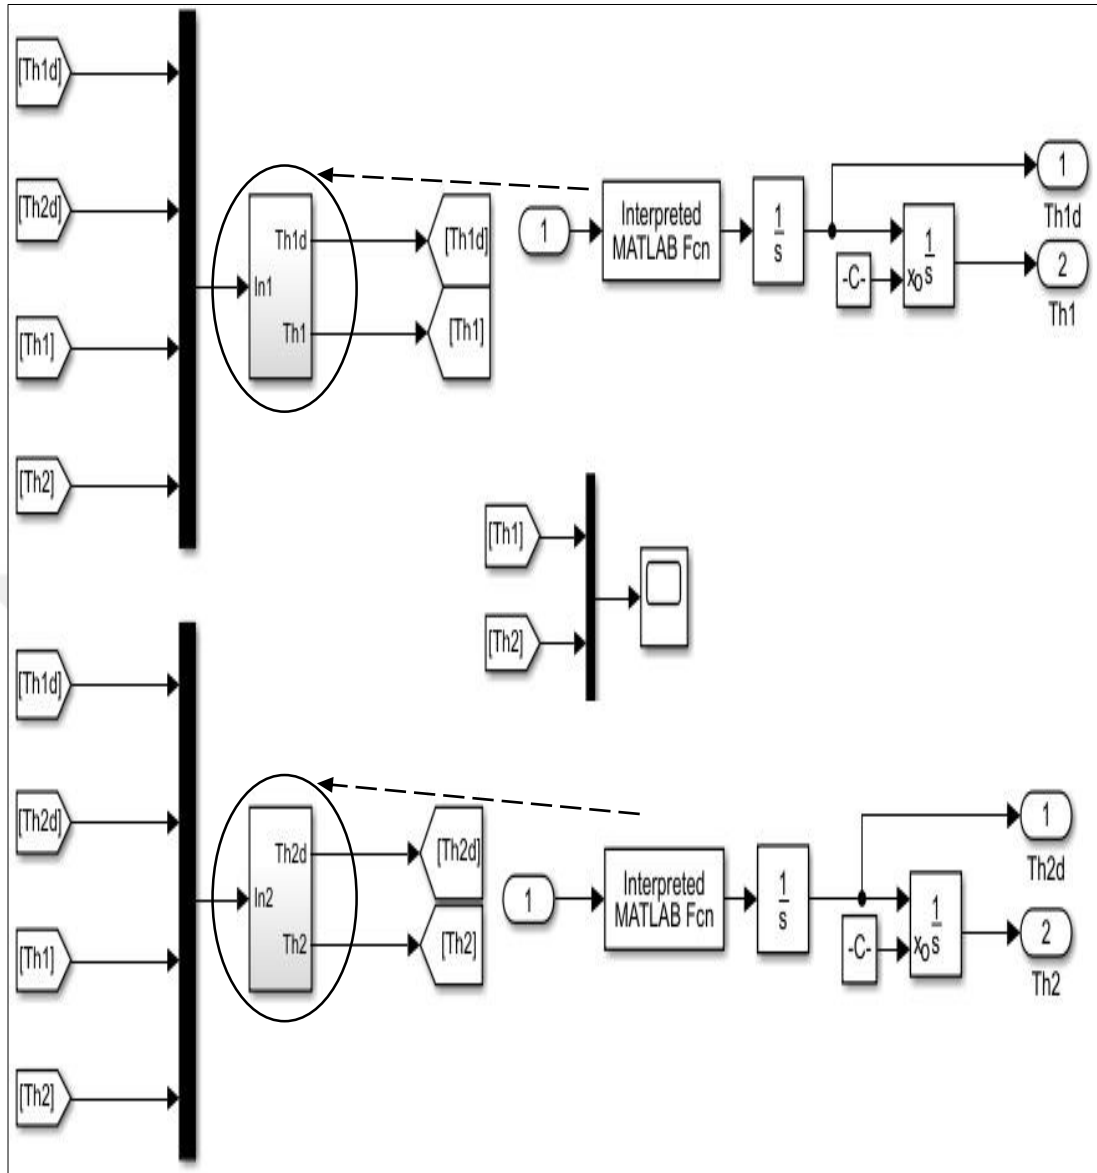 [Th1d]
[Th2d]
[Th1]
[Th2]
In1
Th1d
Th1
[Th1d]
[Th1]
1
Interpreted
MATLAB Fcn
1
s
-C-
xo
1
s
1
Th1d
2
Th1
[Th1]
[Th2]
[Th1d]
[Th2d]
[Th1]
[Th2]
In2
Th2d
Th2
[Th2d]
[Th2]
1
Interpreted
MATLAB Fcn
1
s
-C-
xo
1
s
1
Th2d
2
Th2